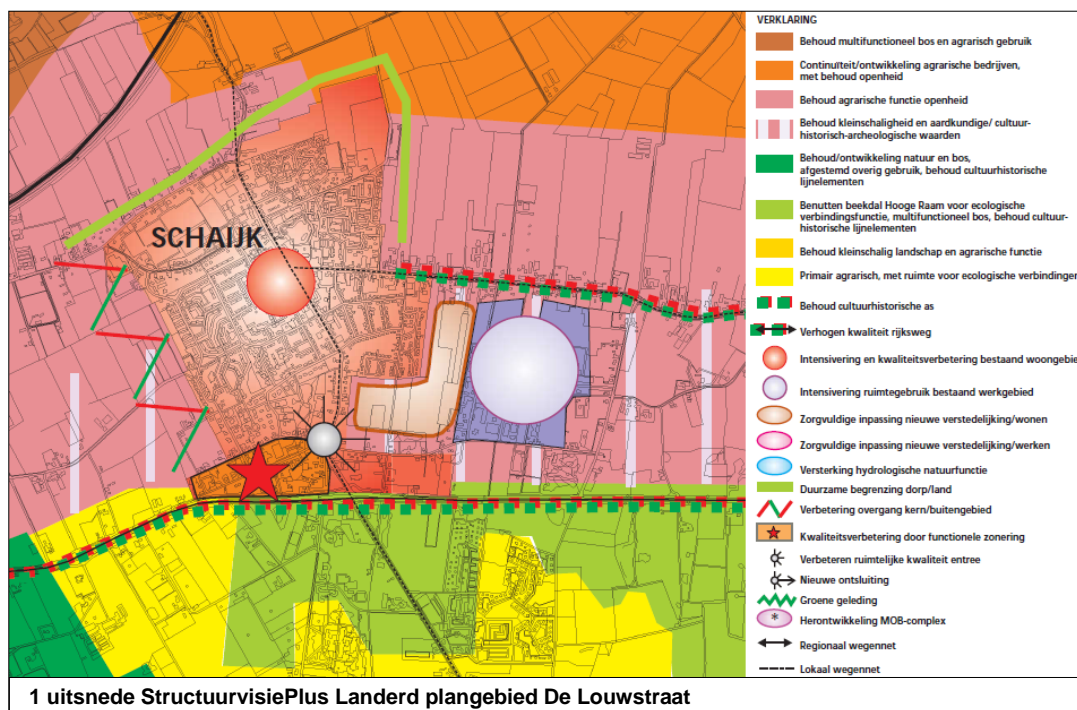 SCHAIJK
VERKLARING
Behoud multifunctioneel bos en agrarisch gebruik
Continuïteit/ontwikkeling agrarische bedrijven,
met behoud openheid
Behoud agrarische functie openheid
Behoud kleinschaligheid en aardkundige/ cultuur-
historisch-archeologische waarden
Behoud/ontwikkeling natuur en bos,
afgestemd overig gebruik, behoud cultuurhistorische
lijnelementen
Benutten beekdal Hooge Raam voor ecologische
verbindingsfunctie, multifunctioneel bos, behoud cultuur-
historische lijnelementen
Behoud kleinschalig landschap en agrarische functie
Primair agrarisch, met ruimte voor ecologische verbindingen
Behoud cultuurhistorische as
Verhogen kwaliteit rijksweg
Intensivering en kwaliteitsverbetering bestaand woongebie
Intensivering ruimtegebruik bestaand werkgebied
Zorgvuldige inpassing nieuwe verstedelijking/wonen
Zorgvuldige inpassing nieuwe verstedelijking/werken
Versterking hydrologische natuurfunctie
Duurzame begrenzing dorp/land
Verbetering overgang kern/buitengebied
Kwaliteitsverbetering door functionele zonering
Verbeteren ruimtelijke kwaliteit entree
Nieuwe ontsluiting
Groene geleding
Herontwikkeling MOB-complex
Regionaal wegennet
Lokaal wegennet
1 uitsnede StructuurvisiePlus Landerd plangebied De Louwstraat